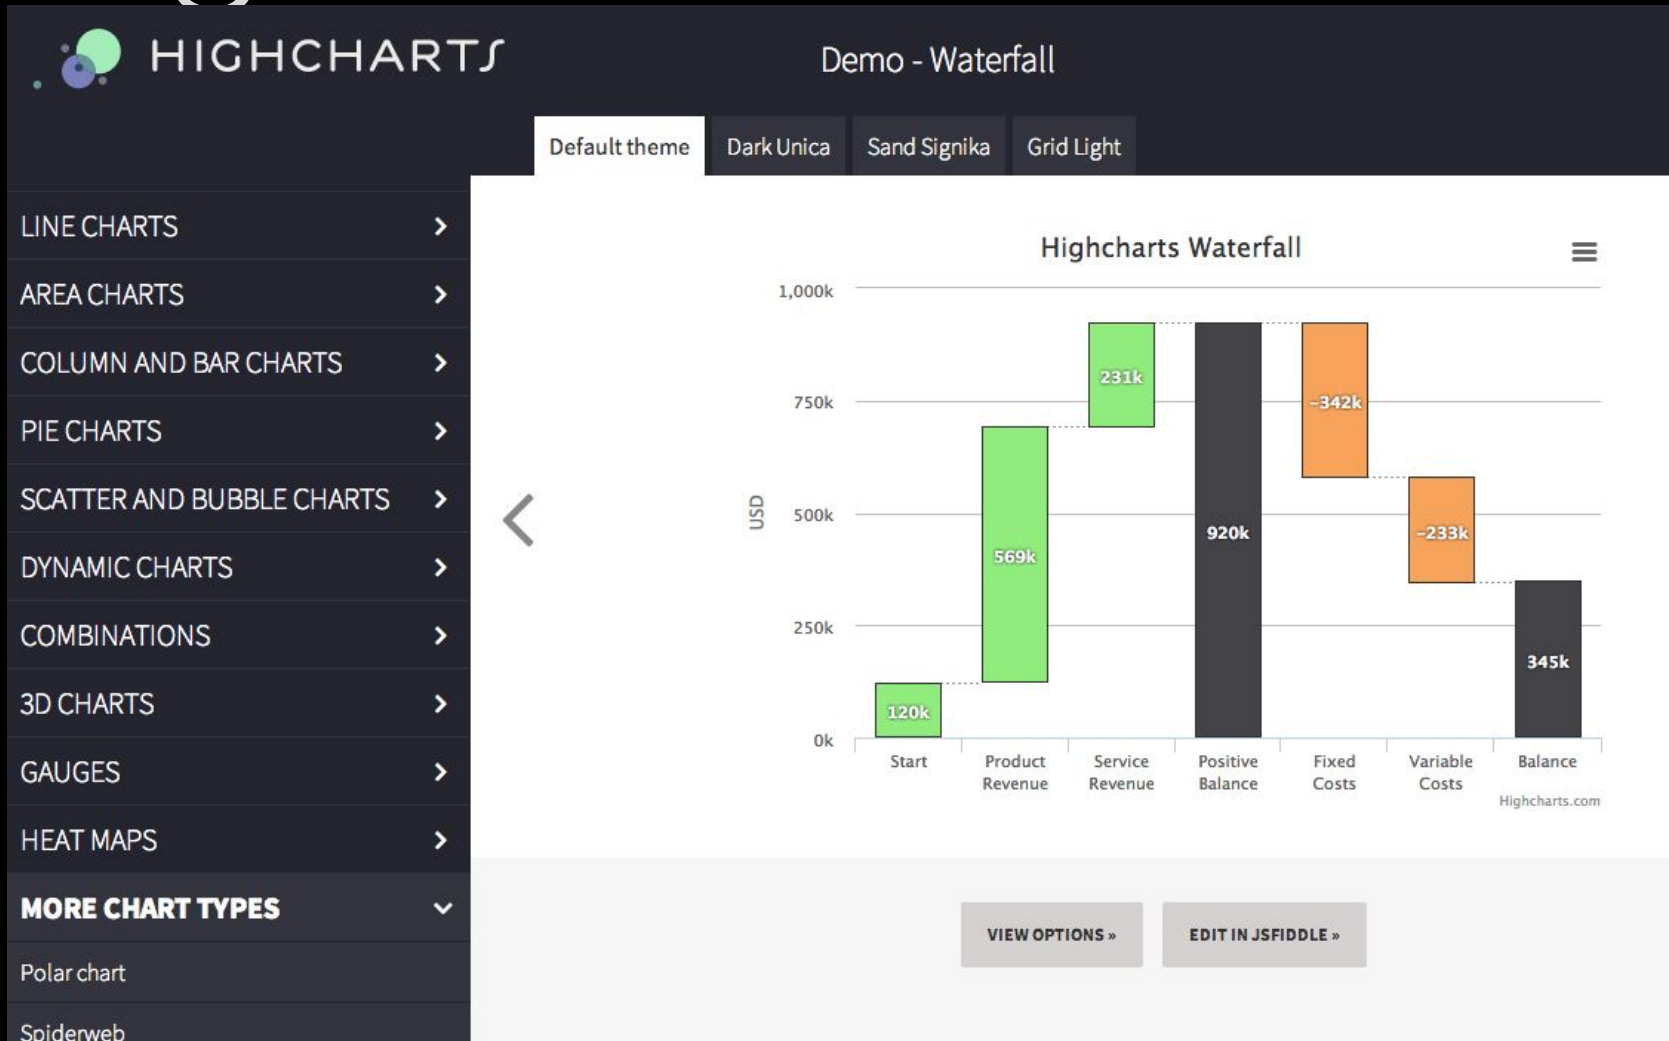 HIGHCHARTS
Demo - Waterfall
Default theme
Dark Unica
Sand Signika
Grid Light
LINE CHARTS
AREA CHARTS
COLUMN AND BAR CHARTS
PIE CHARTS
SCATTER AND BUBBLE CHARTS
DYNAMIC CHARTS
COMBINATIONS
3D CHARTS
GAUGES
HEAT MAPS
MORE CHART TYPES
Polar chart
Spiderweb
Highcharts Waterfall
USD
1,000k
750k
500k
250k
0k
120k
569k
231k
920k
-342k
-233k
345k
Start
Product
Revenue
Service
Revenue
Positive
Balance
Fixed
Costs
Variable
Costs
Balance
Highcharts.com
VIEW OPTIONS »
EDIT IN JSFIDDLE »